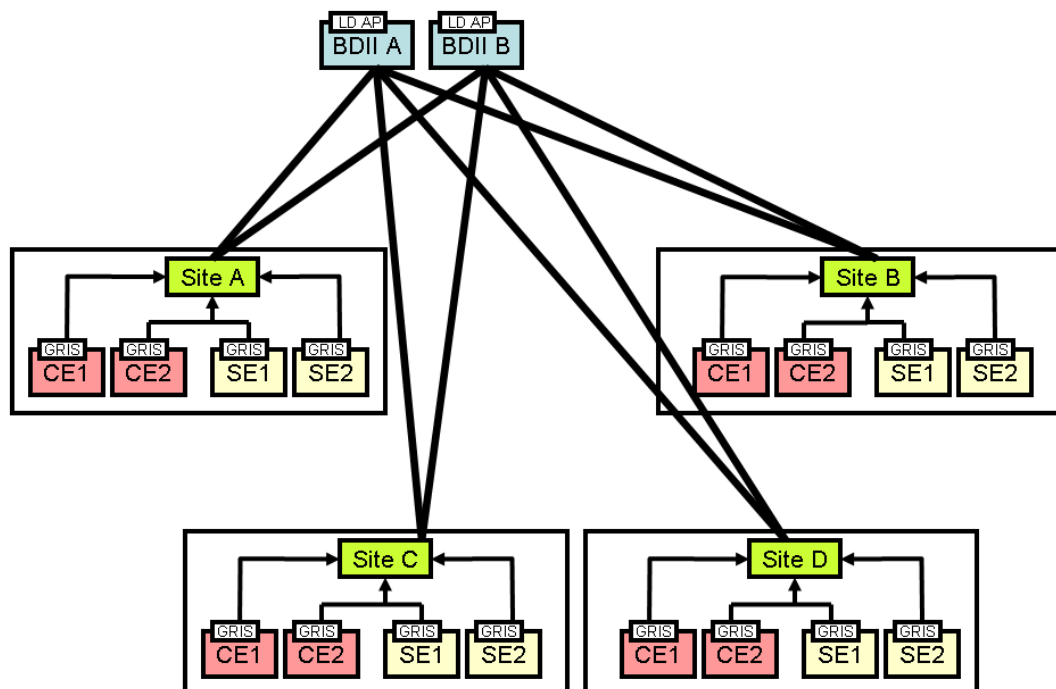 LD AP
BDII A
LD AP
BDII B
Site A
GRIS
CE1
GRIS
CE2
GRIS
SE1
GRIS
SE2
Site B
GRIS
CE1
GRIS
CE2
GRIS
SE1
GRIS
SE2
Site C
GRIS
CE1
GRIS
CE2
GRIS
SE1
GRIS
SE2
Site D
GRIS
CE1
GRIS
CE2
GRIS
SE1
GRIS
SE2